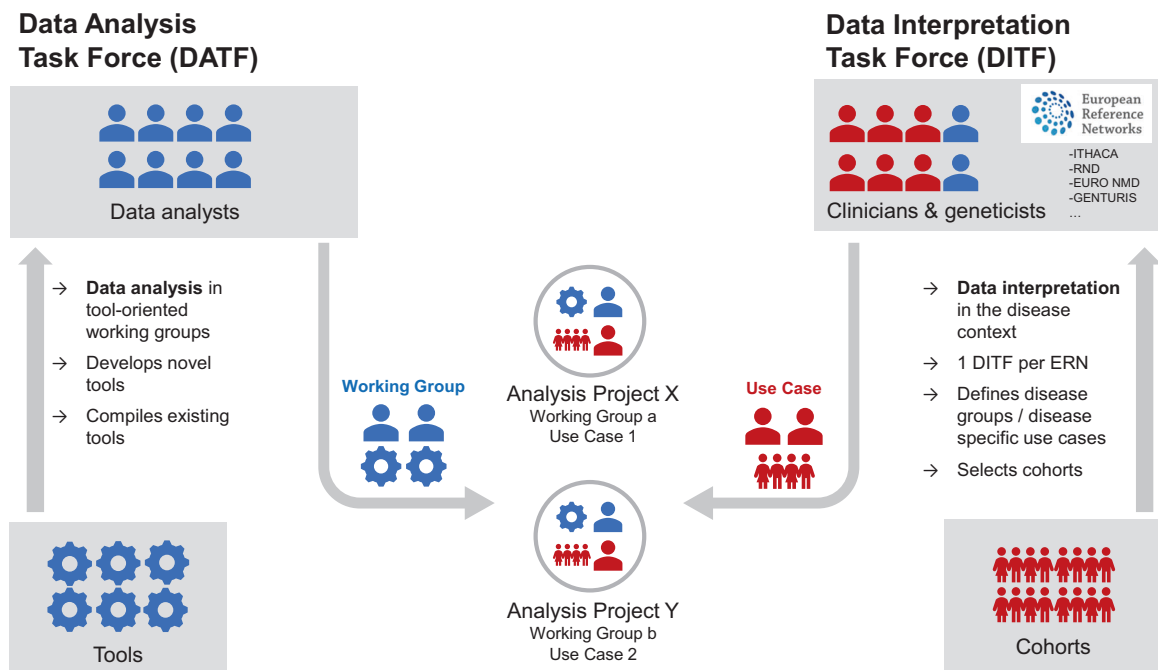 Data Analysis
Task Force (DATF)
Data analysts
→ Data analysis in
tool-oriented
working groups
→ Develops novel
tools
→ Compiles existing
tools
Tools
Working Group
Analysis Project X
Working Group a
Use Case 1
Analysis Project Y
Working Group b
Use Case 2
Use Case
Data Interpretation
Task Force (DITF)
European
Reference
Networks
-ITHACA
-RND
-EURO NMD
-GENTURIS
...
Clinicians & geneticists
→ Data interpretation
in the disease
context
→ 1 DITF per ERN
→ Defines disease
groups / disease
specific use cases
→ Selects cohorts
Cohorts